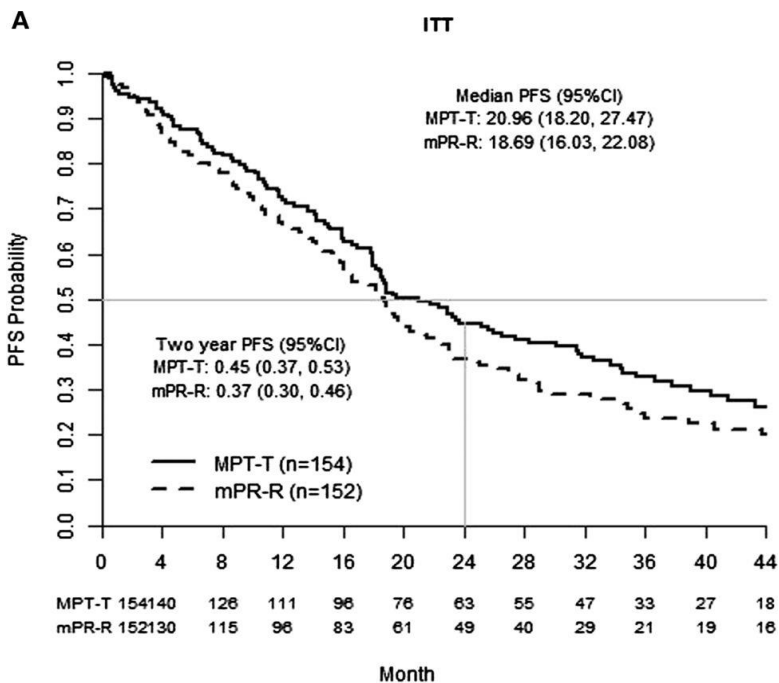 A
ITT
Median PFS (95%CI)
MPT-T: 20.96 (18.20, 27.47)
mPR-R: 18.69 (16.03, 22.08)
PFS Probability
1.0
0.9
0.8
0.7
0.6
0.5
0.4
0.3
0.2
0.1
0.0
Two year PFS (95%CI)
MPT-T: 0.45 (0.37, 0.53)
mPR-R: 0.37 (0.30, 0.46)
MPT-T (n=154)
mPR-R (n=152)
0 4 8 12 16 20 24 28 32 36 40 44
MPT-T 154140 126 111 96 76 63 55 47 33 27 18
mPR-R 152130 115 96 83 61 49 40 29 21 19 16
Month